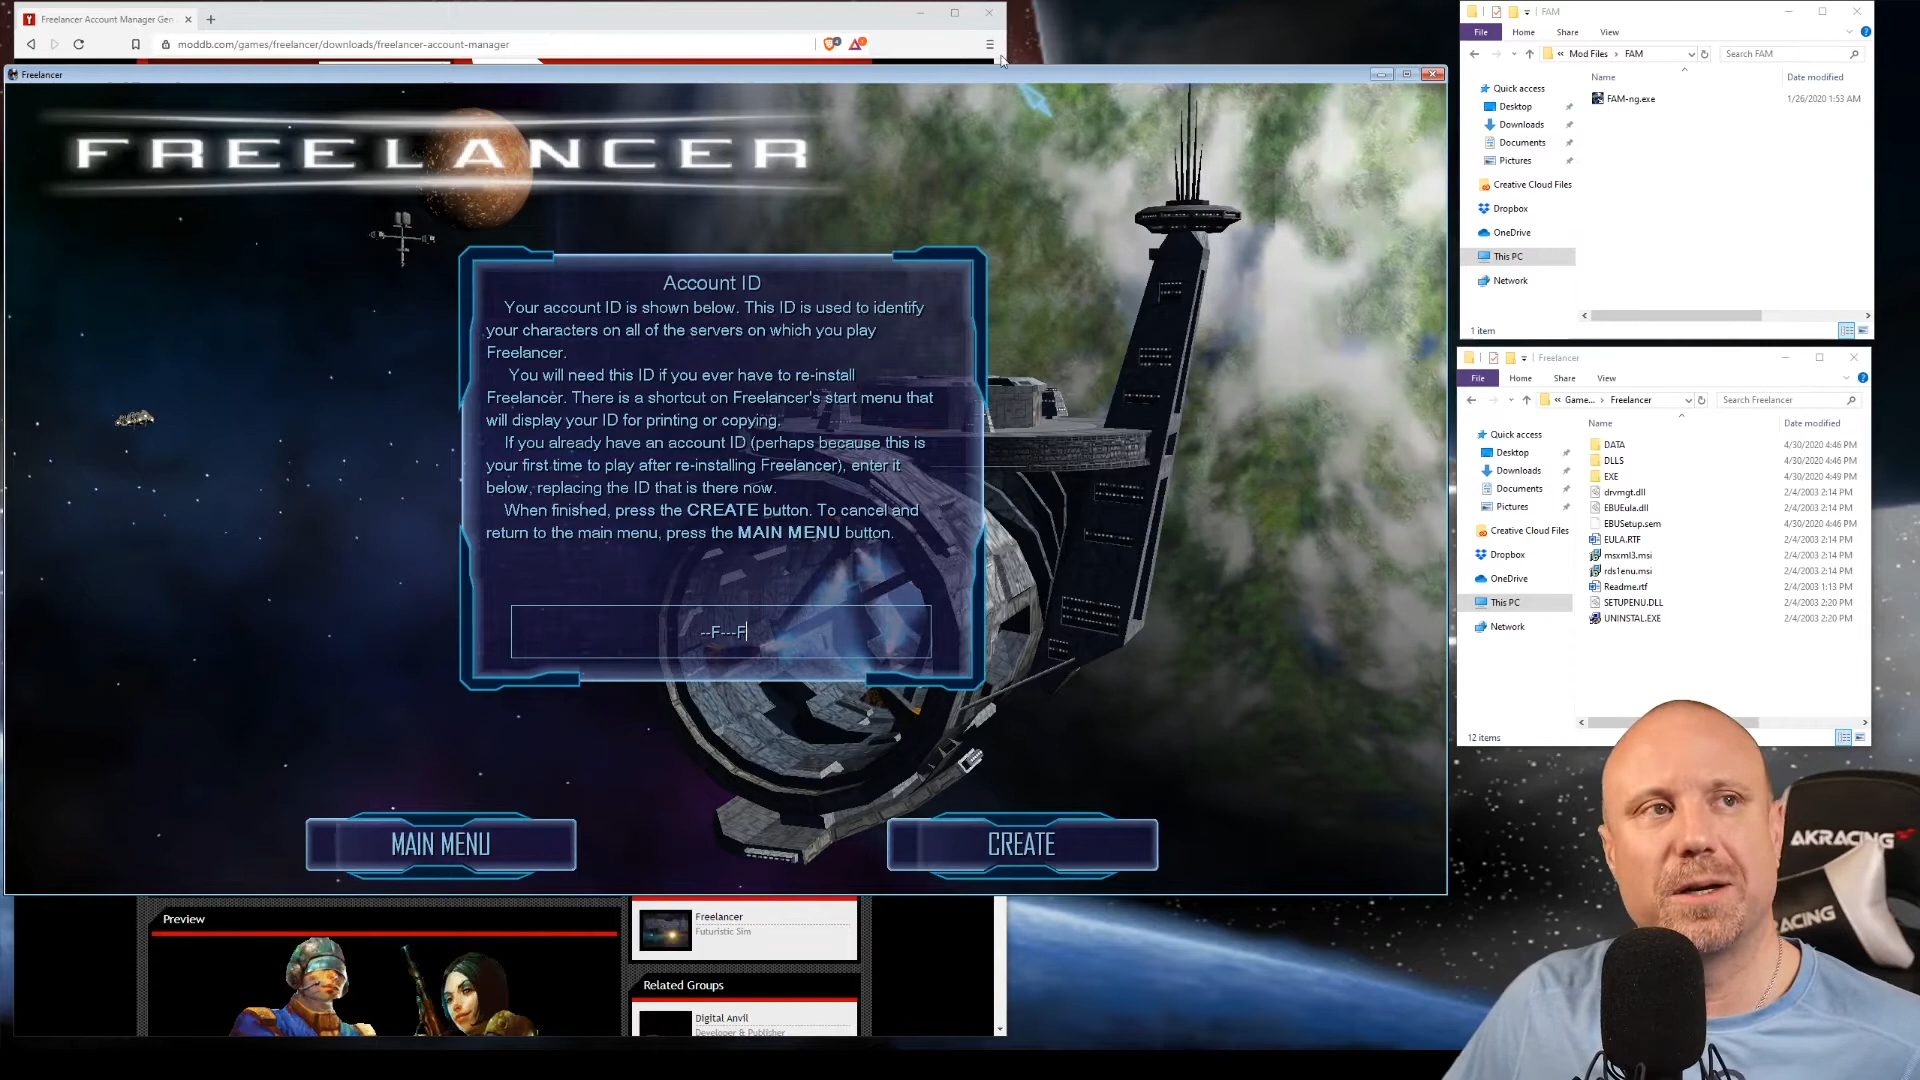 Freelancer Account Manager Gen
moddb.com/games/freelancer/downloads/freelancer-account-manager
Freelancer
FREELANCER
Account ID
Your account ID is shown below. This ID is used to identify
your characters on all of the servers on which you play
Freelancer.
You will need this ID if you ever have to re-install
Freelancer. There is a shortcut on Freelancer's start menu that
will display your ID for printing or copying.
If you already have an account ID (perhaps because this is
your first time to play after re-installing Freelancer), enter it
below, replacing the ID that is there now.
When finished, press the CREATE button. To cancel and
return to the main menu, press the MAIN MENU button.
--F---F
MAIN MENU
CREATE
Preview
Freelancer
Futuristic Sim
Related Groups
Digital Anvil
Developer & Publisher
FAM
File Home Share View
« Mod Files › FAM
Search FAM
Name Date modified
Quick access
Desktop
Downloads
Documents
Pictures
Creative Cloud Files
Dropbox
OneDrive
This PC
Network
FAM-ng.exe 1/26/2020 1:53 AM
1 item
Freelancer
File Home Share View
« Game... › Freelancer
Search Freelancer
Name Date modified
Quick access
Desktop
Downloads
Documents
Pictures
Creative Cloud Files
Dropbox
OneDrive
This PC
Network
DATA 4/30/2020 4:46 PM
DLLS 4/30/2020 4:46 PM
EXE 4/30/2020 4:49 PM
drvmgt.dll 2/4/2003 2:14 PM
EBUEula.dll 2/4/2003 2:14 PM
EBUSetup.sem 4/30/2020 4:46 PM
EULA.RTF 2/4/2003 2:14 PM
msxml3.msi 2/4/2003 2:14 PM
rds1enu.msi 2/4/2003 2:14 PM
Readme.rtf 2/4/2003 1:13 PM
SETUPENU.DLL 2/4/2003 2:20 PM
UNINSTAL.EXE 2/4/2003 2:20 PM
12 items
AKRACING
RACING